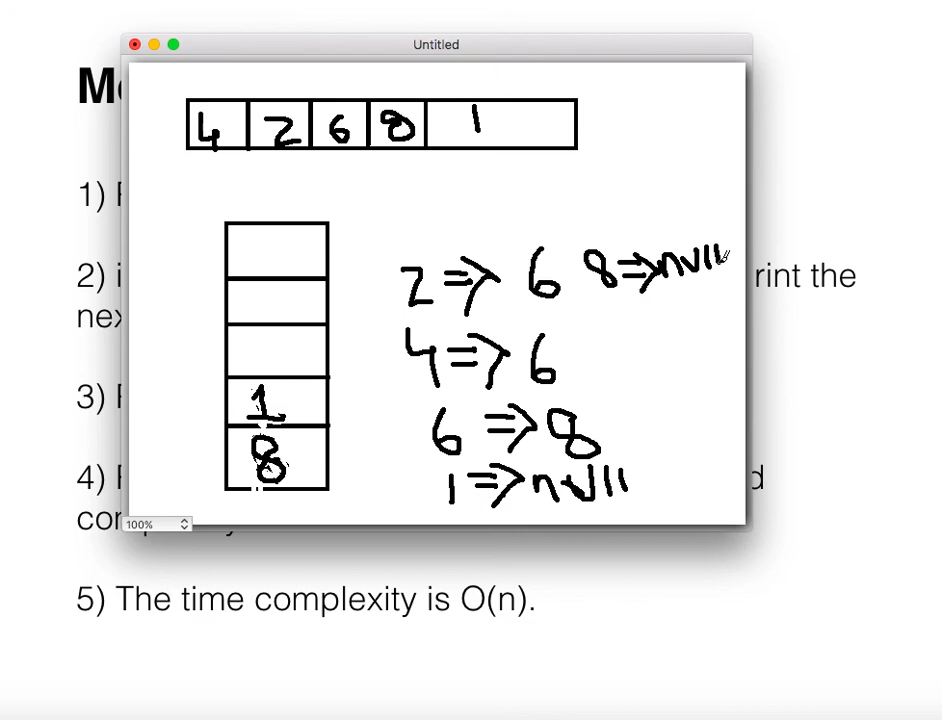 Untitled
M
4 2 6 8 1
1)
2 => 6 8 => null
2) i rint the
nex
4 => 6
3)
1
6 => 8
8
1 => null
4) d
com
100%
5) The time complexity is O(n).